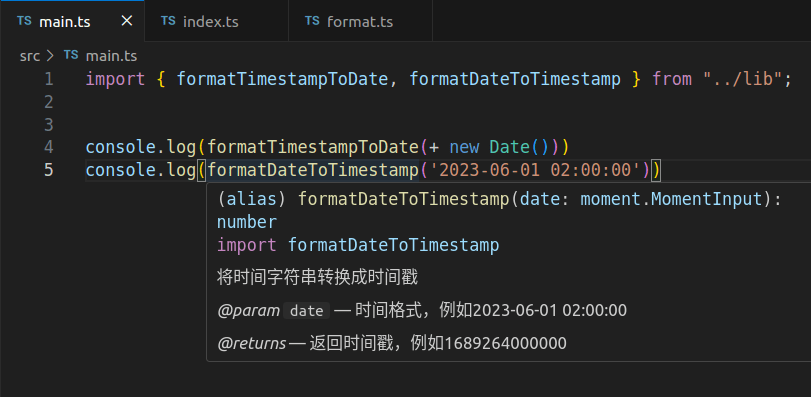 TS main.ts × TS index.ts TS format.ts
src > TS main.ts
1 import { formatTimestampToDate, formatDateToTimestamp } from "../lib";
2
3
4 console.log(formatTimestampToDate(+ new Date()))
5 console.log(formatDateToTimestamp('2023-06-01 02:00:00'))
(alias) formatDateToTimestamp(date: moment.MomentInput):
number
import formatDateToTimestamp
将时间字符串转换成时间戳
@param date — 时间格式，例如2023-06-01 02:00:00
@returns — 返回时间戳，例如1689264000000